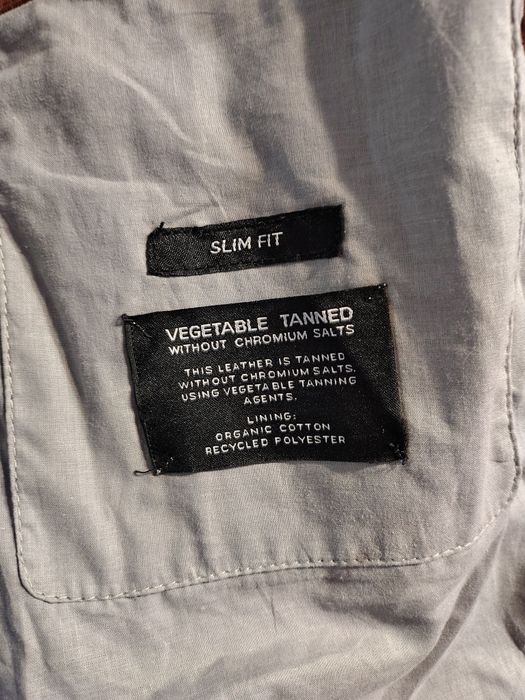 SLIM FIT
VEGETABLE TANNED
WITHOUT CHROMIUM SALTS
THIS LEATHER IS TANNED
WITHOUT CHROMIUM SALTS.
USING VEGETABLE TANNING
AGENTS.
LINING:
ORGANIC COTTON
RECYCLED POLYESTER